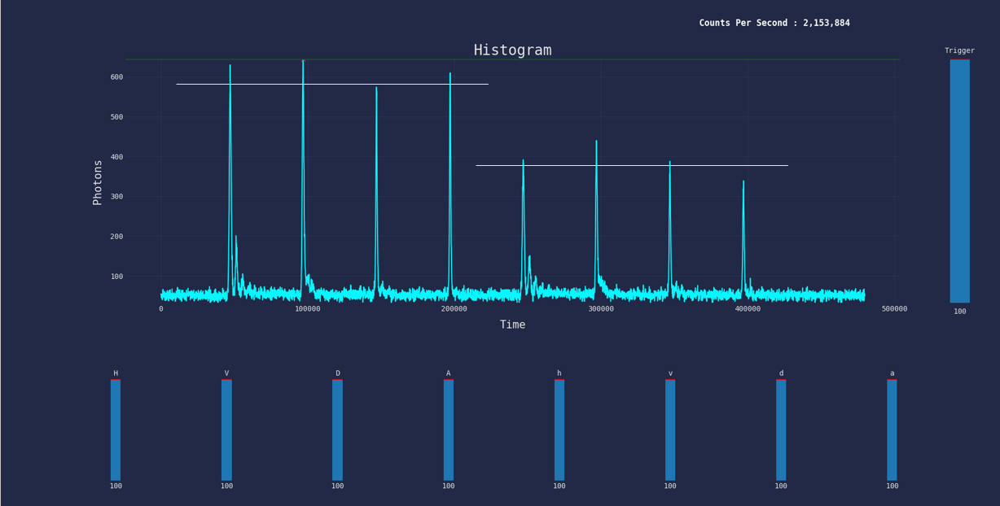 Counts Per Second : 2,153,884
Histogram
Trigger
600
500
400
300
200
100
Photons
0 100000 200000 300000 400000 500000
100
Time
H V D A h v d a
100 100 100 100 100 100 100 100